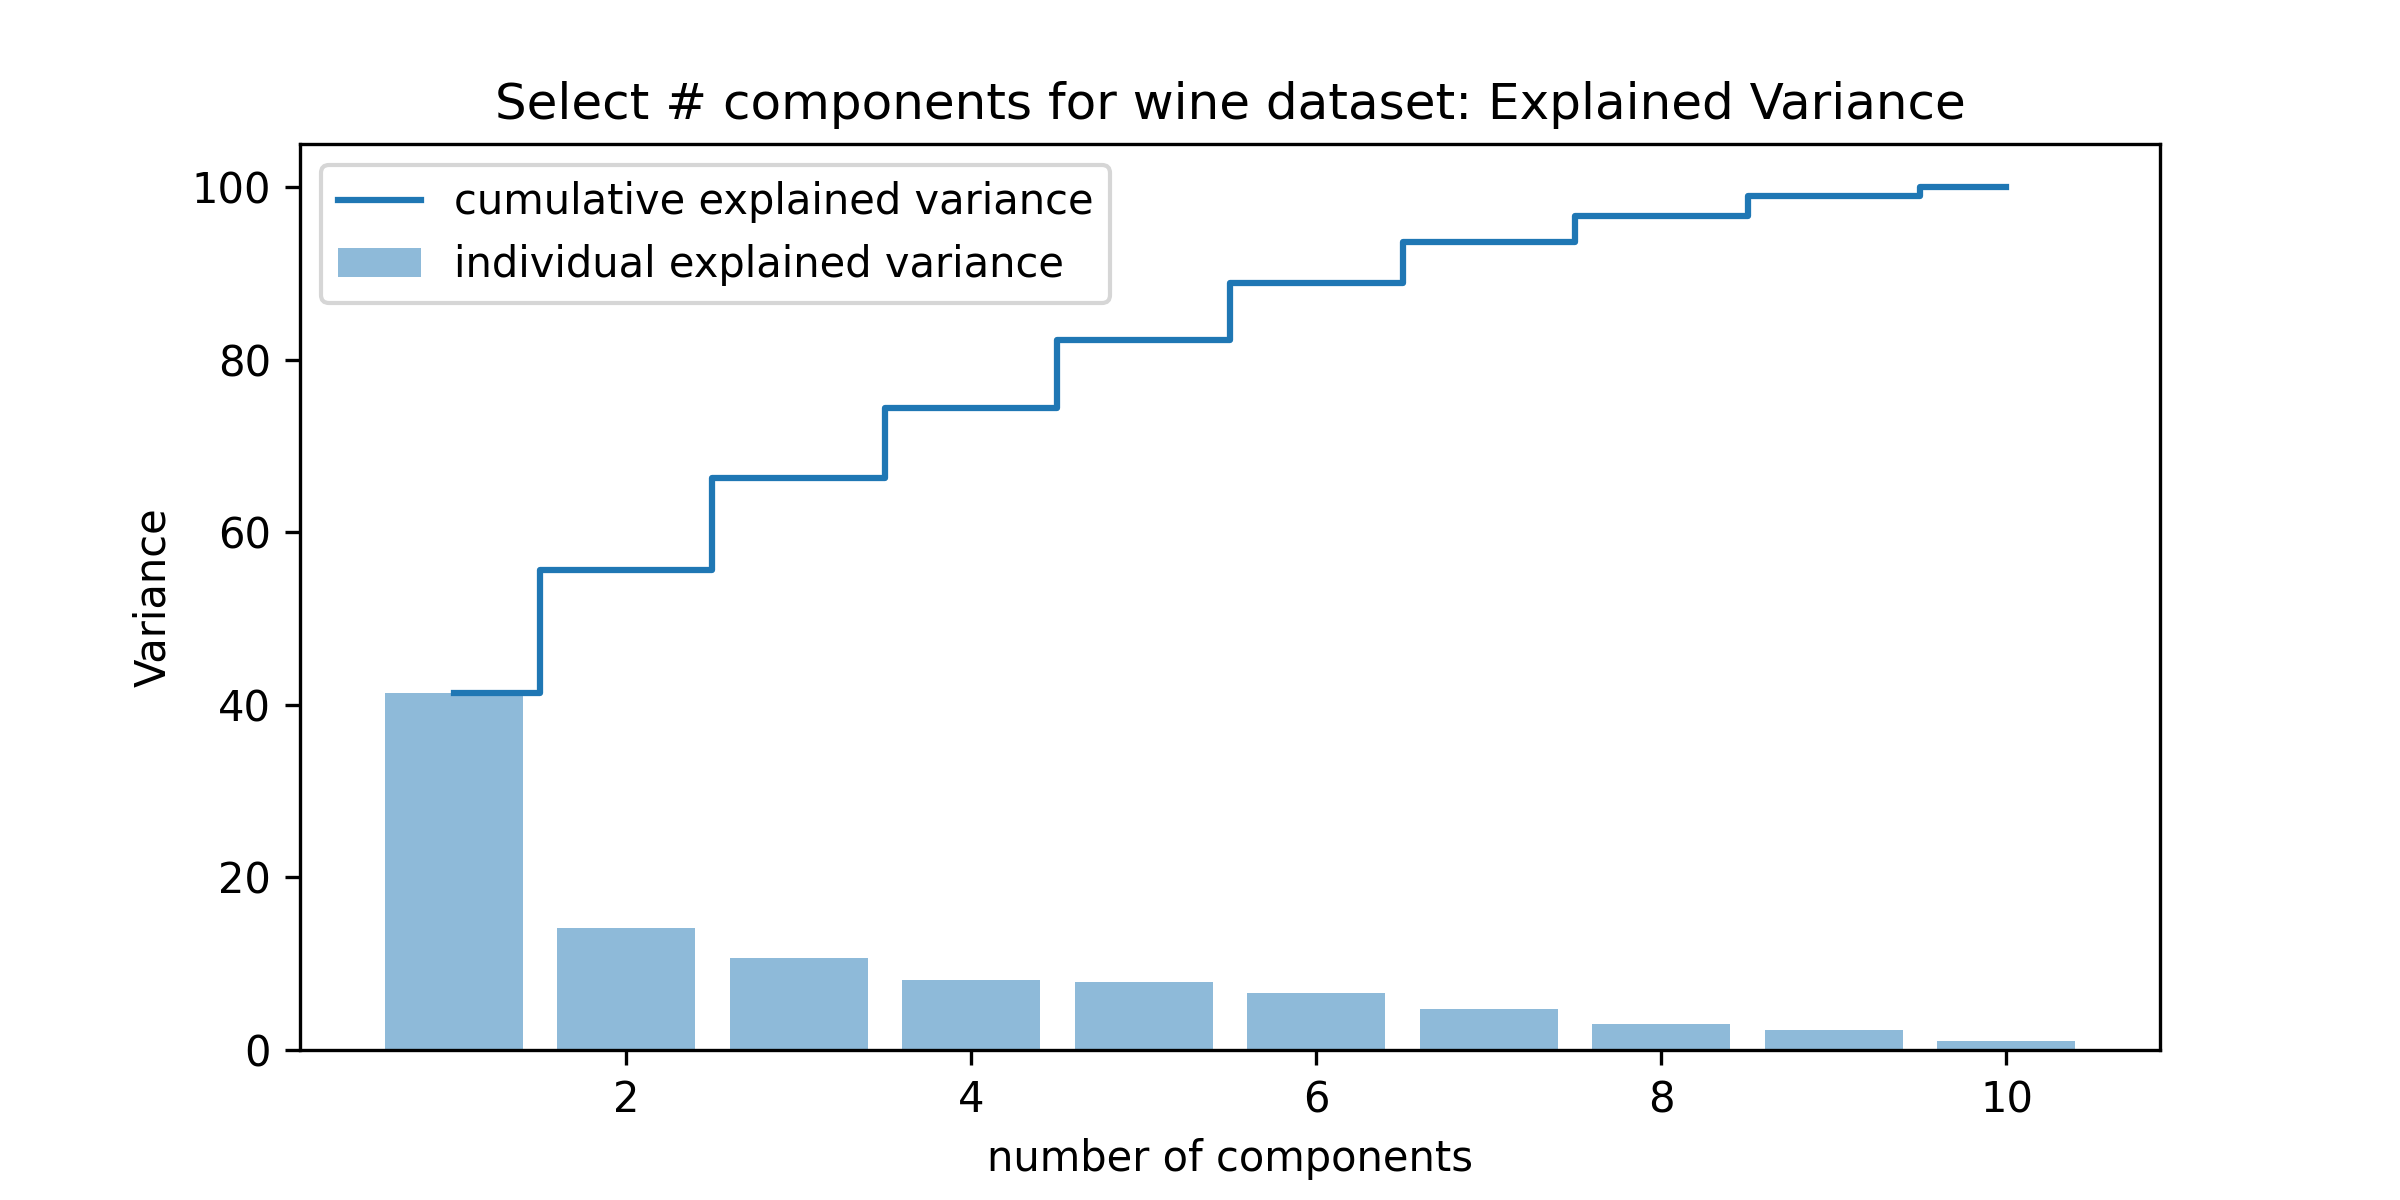 Select # components for wine dataset: Explained Variance
cumulative explained variance
individual explained variance
100
80
60
40
20
0
Variance
2 4 6 8 10
number of components